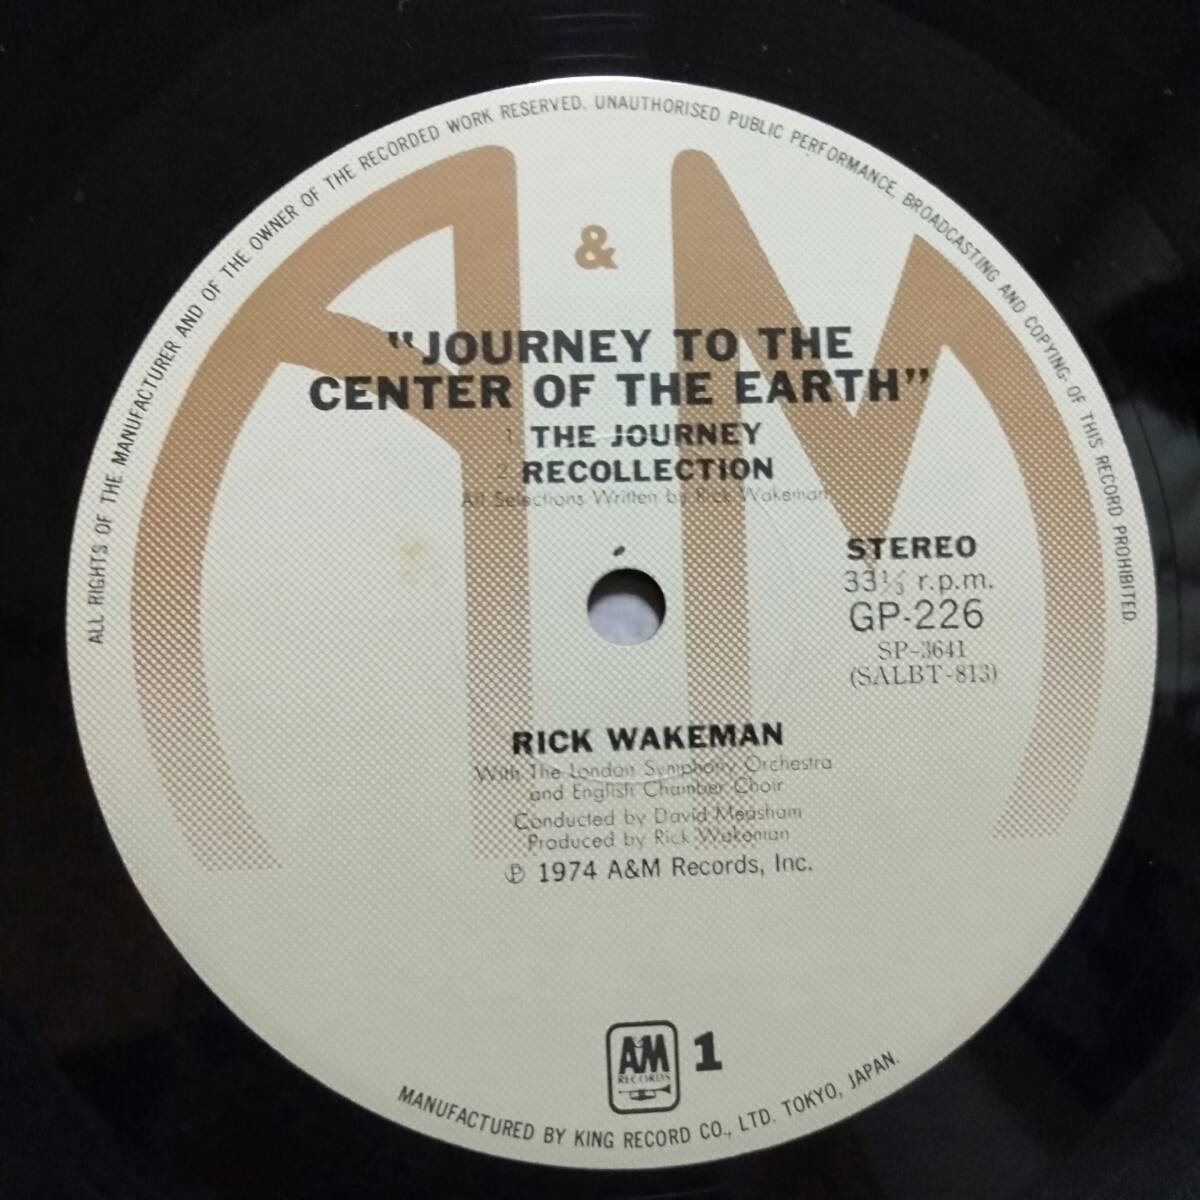 ALL RIGHTS OF THE MANUFACTURER AND OF THE OWNER OF THE RECORDED WORK RESERVED. UNAUTHORISED PUBLIC PERFORMANCE, BROADCASTING AND COPYING OF THIS RECORD PROHIBITED.
A & M
"JOURNEY TO THE
CENTER OF THE EARTH"
1. THE JOURNEY
2. RECOLLECTION
All Selections Written by Rick Wakeman
STEREO
33⅓ r.p.m.
GP-226
SP-3641
(SALBT-813)
RICK WAKEMAN
With The London Symphony Orchestra
and English Chamber Choir
Conducted by David Measham
Produced by Rick Wakeman
℗ 1974 A&M Records, Inc.
A&M 1
RECORDS
MANUFACTURED BY KING RECORD CO., LTD. TOKYO, JAPAN.